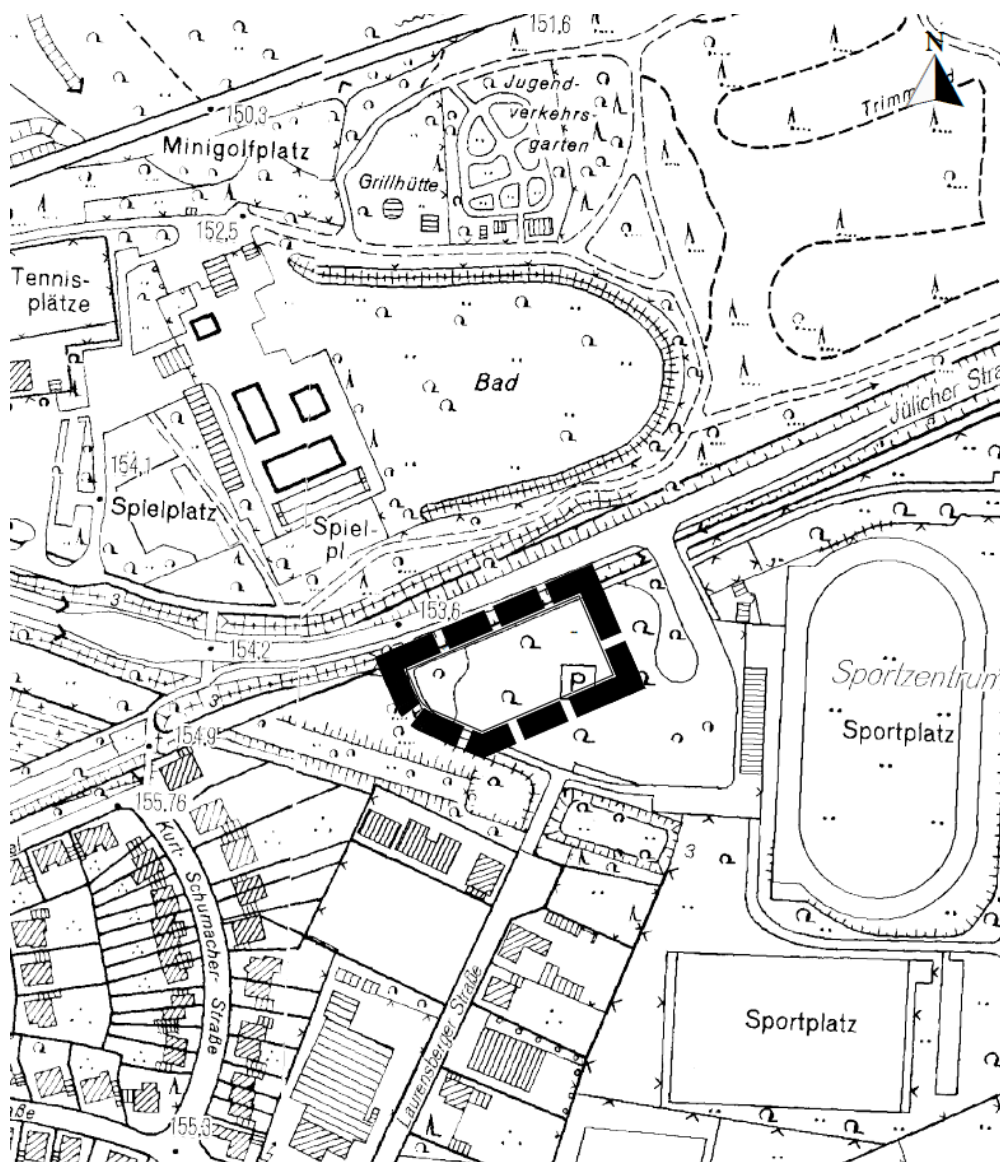 151,6
N
Jugend-
verkehrs-
garten
150,3
Minigolfplatz
Grillhütte
152,5
Tennis-
plätze
Bad
Jülicher Stra
154,1
Spielplatz
Spiel-
pl.
3
153,6
154,2
P
Sportzentrum
Sportplatz
3
154,9
155,76
Kurt-
Schumacher-
Straße
3
Laurensberger Straße
Sportplatz
aße
155,3